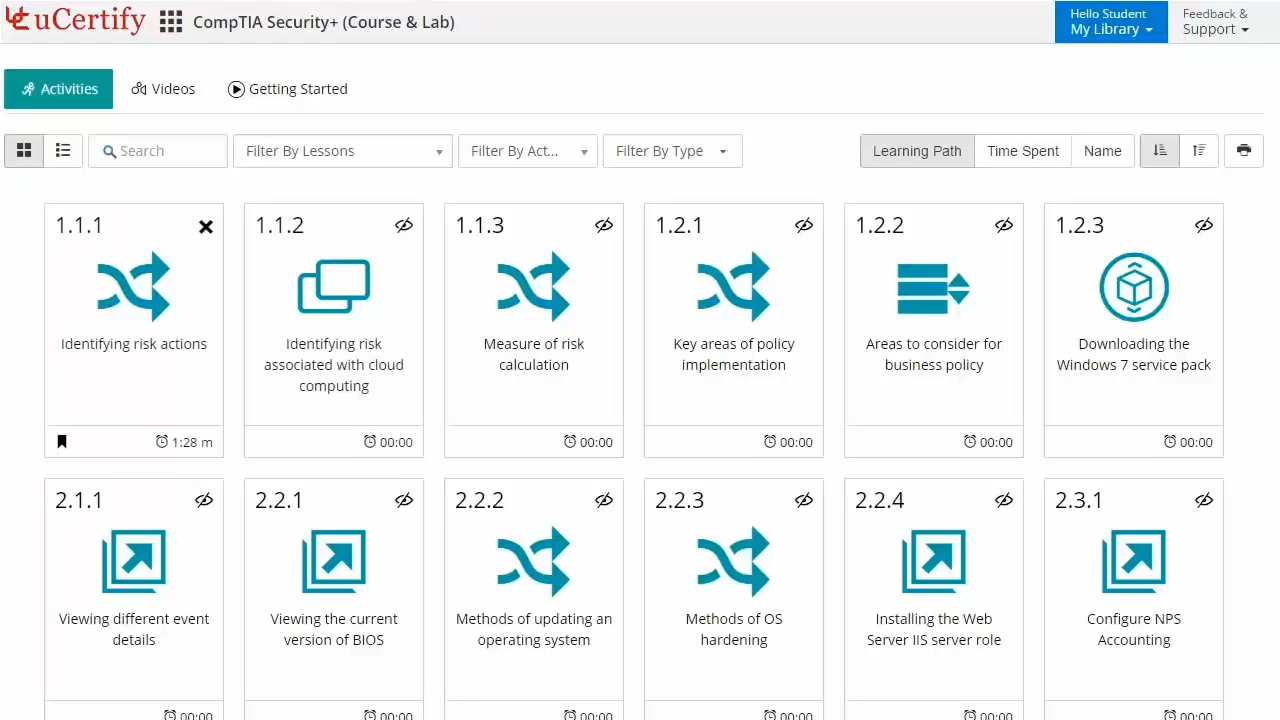 uCertify CompTIA Security+ (Course & Lab) Hello Student Feedback &
My Library Support
Activities Videos Getting Started
Search Filter By Lessons Filter By Act... Filter By Type Learning Path Time Spent Name
1.1.1 1.1.2 1.1.3 1.2.1 1.2.2 1.2.3
Identifying risk actions Identifying risk Measure of risk Key areas of policy Areas to consider for Downloading the
associated with cloud calculation implementation business policy Windows 7 service pack
computing
1:28 m 00:00 00:00 00:00 00:00 00:00
2.1.1 2.2.1 2.2.2 2.2.3 2.2.4 2.3.1
Viewing different event Viewing the current Methods of updating an Methods of OS Installing the Web Configure NPS
details version of BIOS operating system hardening Server IIS server role Accounting
00:00 00:00 00:00 00:00 00:00 00:00